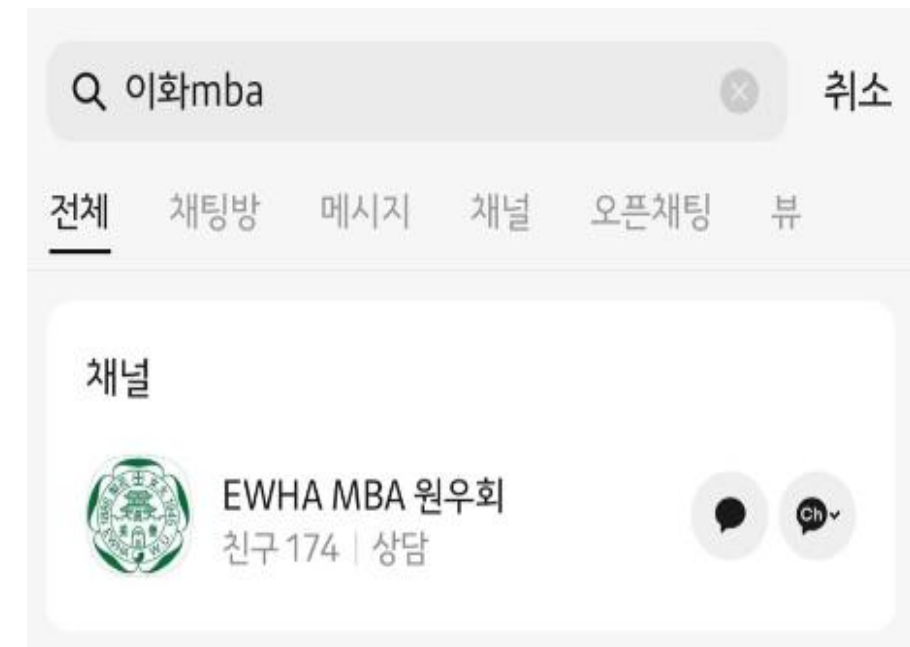 이화mba
취소
전체 채팅방 메시지 채널 오픈채팅 뷰
채널
EWHA MBA 원우회
친구 174 | 상담
Ch